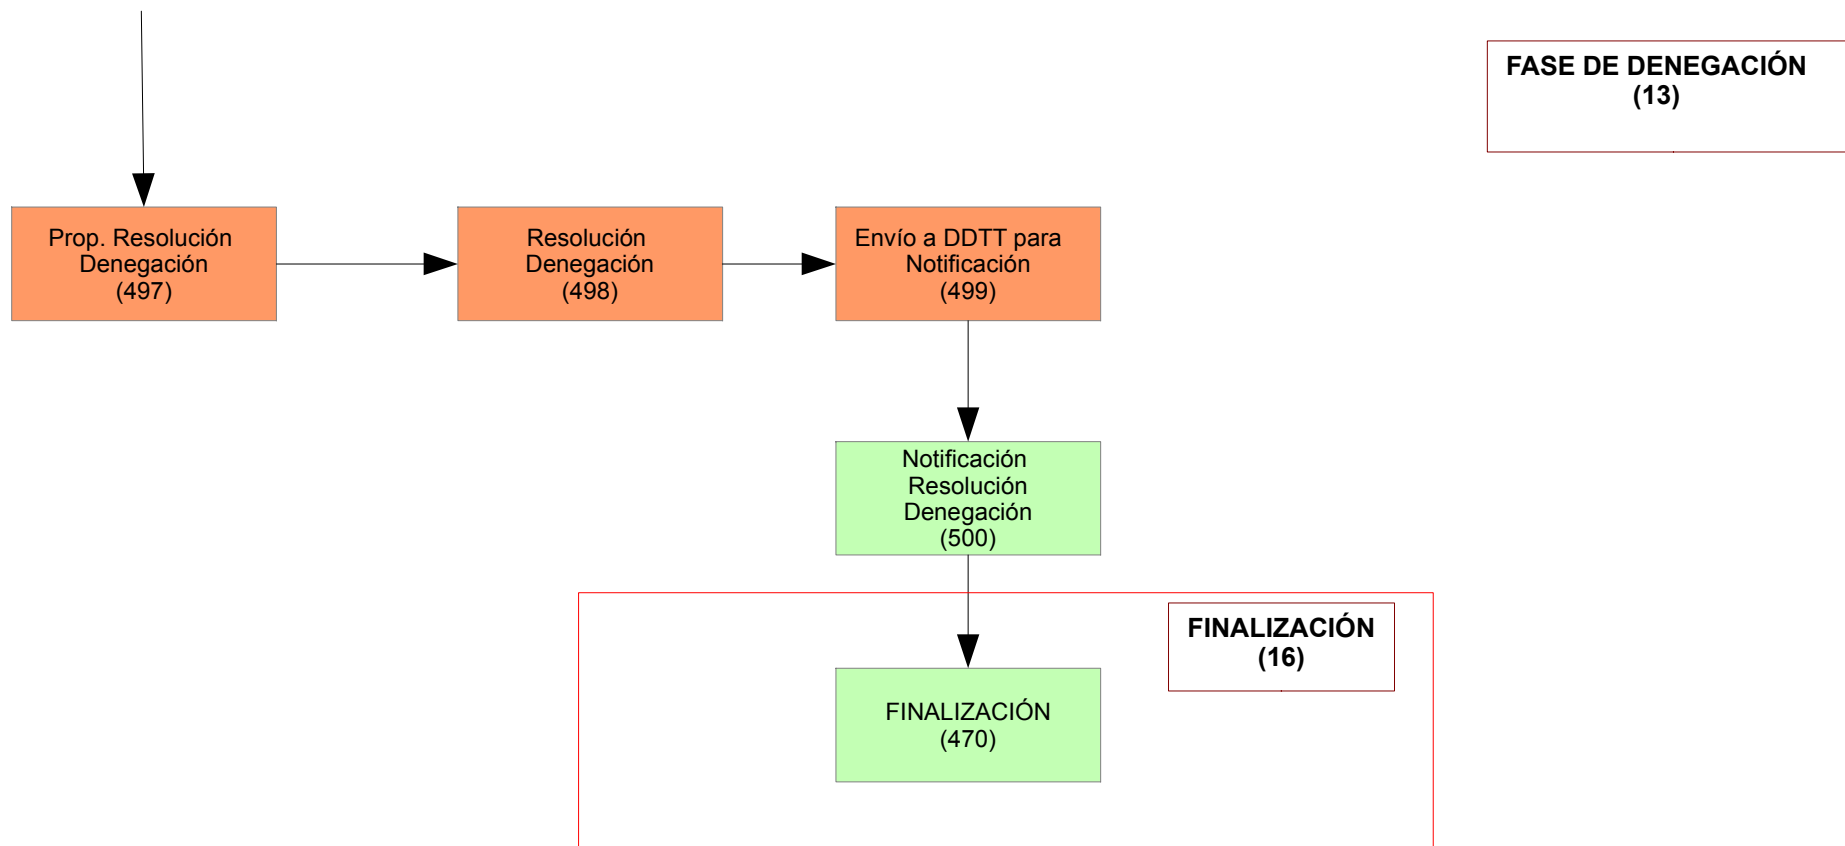 FASE DE DENEGACIÓN
(13)
Prop. Resolución
Denegación
(497)
Resolución
Denegación
(498)
Envío a DDTT para
Notificación
(499)
Notificación
Resolución
Denegación
(500)
FINALIZACIÓN
(16)
FINALIZACIÓN
(470)